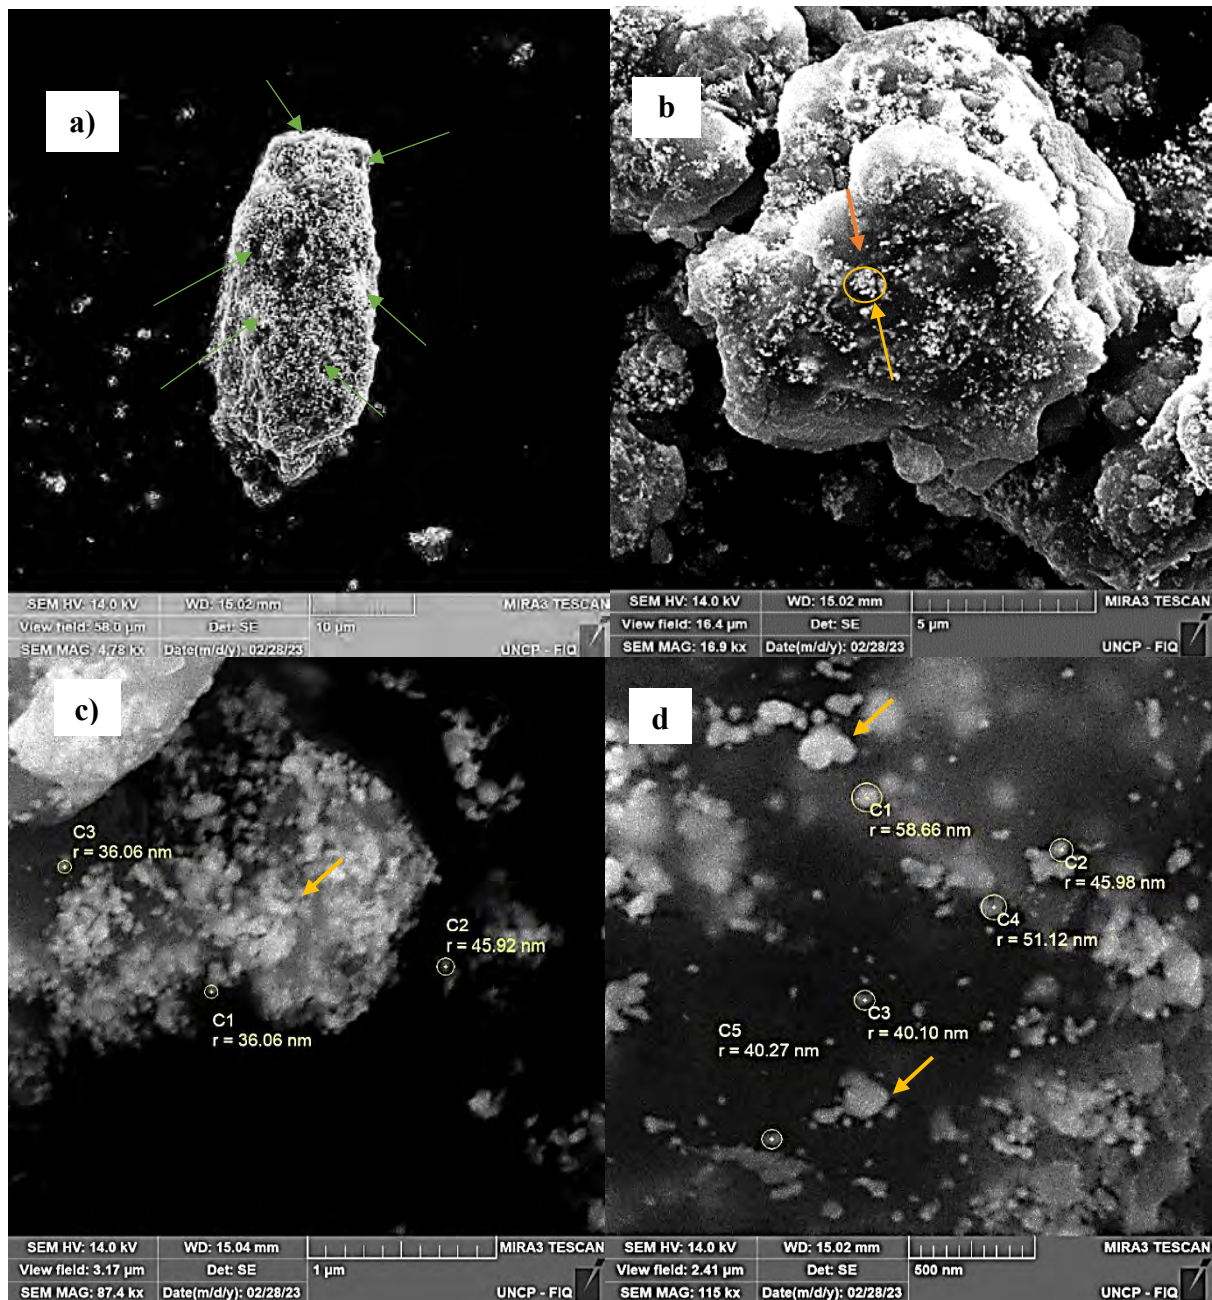 a)
SEM HV: 14.0 kV
WD: 15.02 mm
MIRA3 TESCAN
View field: 58.0 µm
Det: SE
10 µm
SEM MAG: 4.78 kx
Date(m/d/y): 02/28/23
UNCP - FIQ
b
SEM HV: 14.0 kV
WD: 15.02 mm
MIRA3 TESCAN
View field: 16.4 µm
Det: SE
5 µm
SEM MAG: 16.9 kx
Date(m/d/y): 02/28/23
UNCP - FIQ
c)
C3
r = 36.06 nm
C2
r = 45.92 nm
C1
r = 36.06 nm
SEM HV: 14.0 kV
WD: 15.04 mm
MIRA3 TESCAN
View field: 3.17 µm
Det: SE
1 µm
SEM MAG: 87.4 kx
Date(m/d/y): 02/28/23
UNCP - FIQ
d
C1
r = 58.66 nm
C2
r = 45.98 nm
C4
r = 51.12 nm
C3
r = 40.10 nm
C5
r = 40.27 nm
SEM HV: 14.0 kV
WD: 15.02 mm
MIRA3 TESCAN
View field: 2.41 µm
Det: SE
500 nm
SEM MAG: 115 kx
Date(m/d/y): 02/28/23
UNCP - FIQ